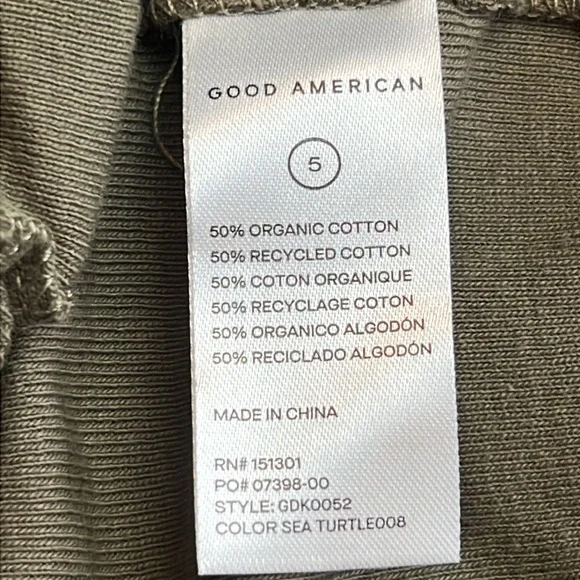 GOOD AMERICAN
5
50% ORGANIC COTTON
50% RECYCLED COTTON
50% COTON ORGANIQUE
50% RECYCLAGE COTON
50% ORGANICO ALGODÓN
50% RECICLADO ALGODÓN
MADE IN CHINA
RN# 151301
PO# 07398-00
STYLE: GDK0052
COLOR SEA TURTLE008